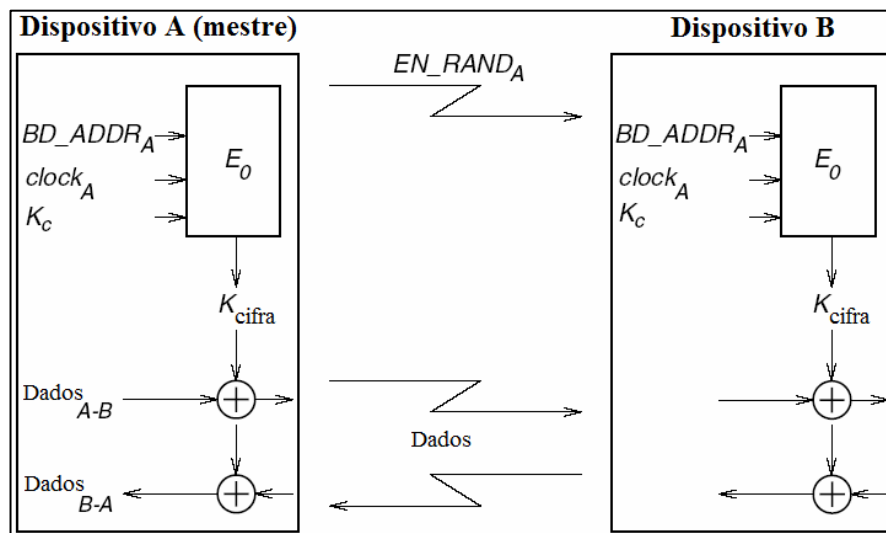 Dispositivo A (mestre)
EN_RAND_A
Dispositivo B
BD_ADDR_A
clock_A
K_c
E_0
K_cifra
Dados_A-B
Dados_B-A
Dados
BD_ADDR_A
clock_A
K_c
E_0
K_cifra